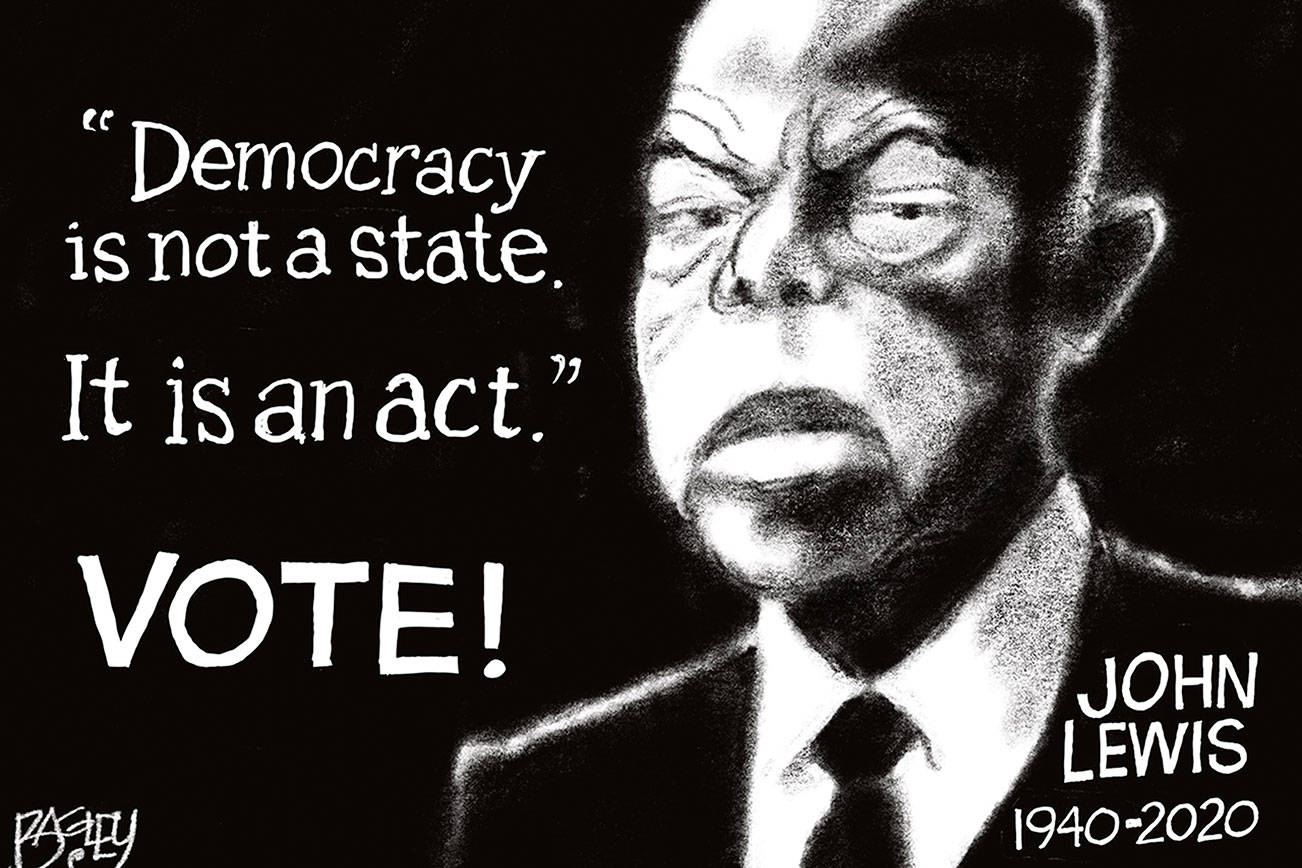 “Democracy
is not a state.
It is an act.”
VOTE!
JOHN
LEWIS
1940-2020
BAGLEY